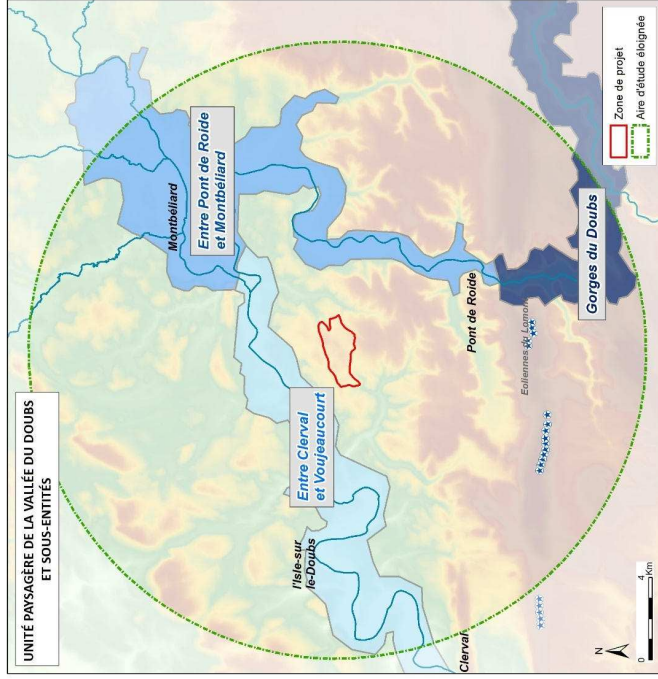 UNITÉ PAYSAGÈRE DE LA VALLÉE DU DOUBS
ET SOUS-ENTITÉS
Montbéliard
Entre Pont de Roide
et Montbéliard
Entre Clerval
et Voujeaucourt
l'Isle-sur
le-Doubs
Clerval
Pont de Roide
Eoliennes du Lomont
Gorges du Doubs
Zone de projet
Aire d'étude éloignée
N
0 4
Km